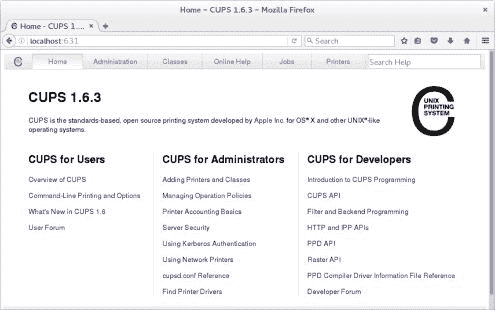 Home - CUPS 1.6.3 - Mozilla Firefox
Home - CUPS 1....
localhost:631
Search
Home Administration Classes Online Help Jobs Printers Search Help
CUPS 1.6.3
UNIX
PRINTING
SYSTEM
CUPS is the standards-based, open source printing system developed by Apple Inc. for OS® X and other UNIX®-like
operating systems.
CUPS for Users
Overview of CUPS
Command-Line Printing and Options
What's New in CUPS 1.6
User Forum
CUPS for Administrators
Adding Printers and Classes
Managing Operation Policies
Printer Accounting Basics
Server Security
Using Kerberos Authentication
Using Network Printers
cupsd.conf Reference
Find Printer Drivers
CUPS for Developers
Introduction to CUPS Programming
CUPS API
Filter and Backend Programming
HTTP and IPP APIs
PPD API
Raster API
PPD Compiler Driver Information File Reference
Developer Forum